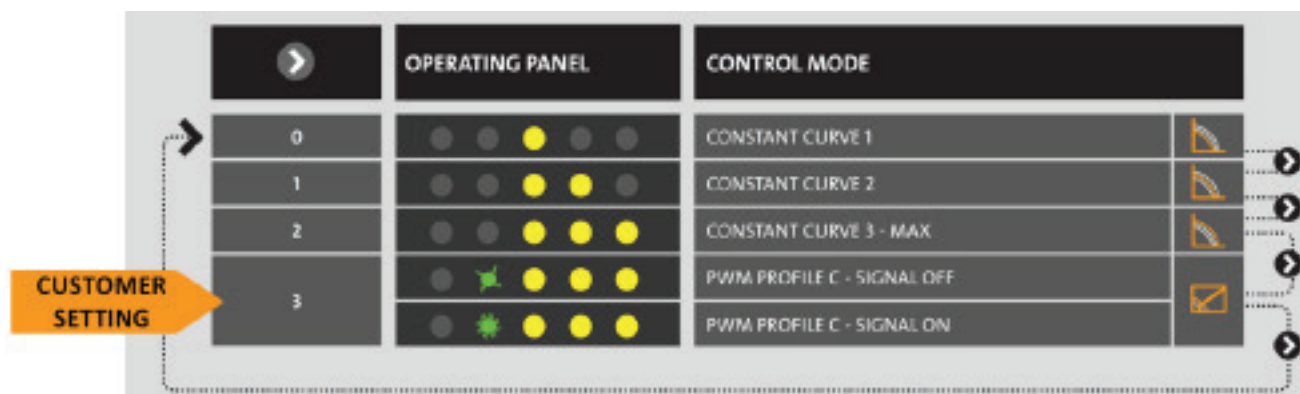 OPERATING PANEL CONTROL MODE
0 CONSTANT CURVE 1
1 CONSTANT CURVE 2
2 CONSTANT CURVE 3 - MAX
CUSTOMER SETTING
3
PWM PROFILE C - SIGNAL OFF
PWM PROFILE C - SIGNAL ON